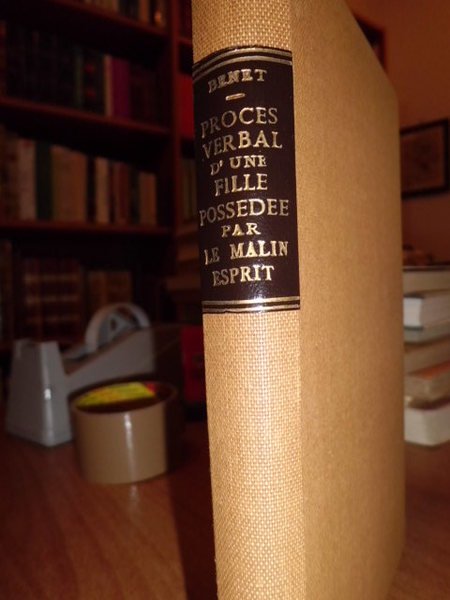 BENET
PROCES
VERBAL
D' UNE
FILLE
POSSEDEE
PAR
LE MALIN
ESPRIT